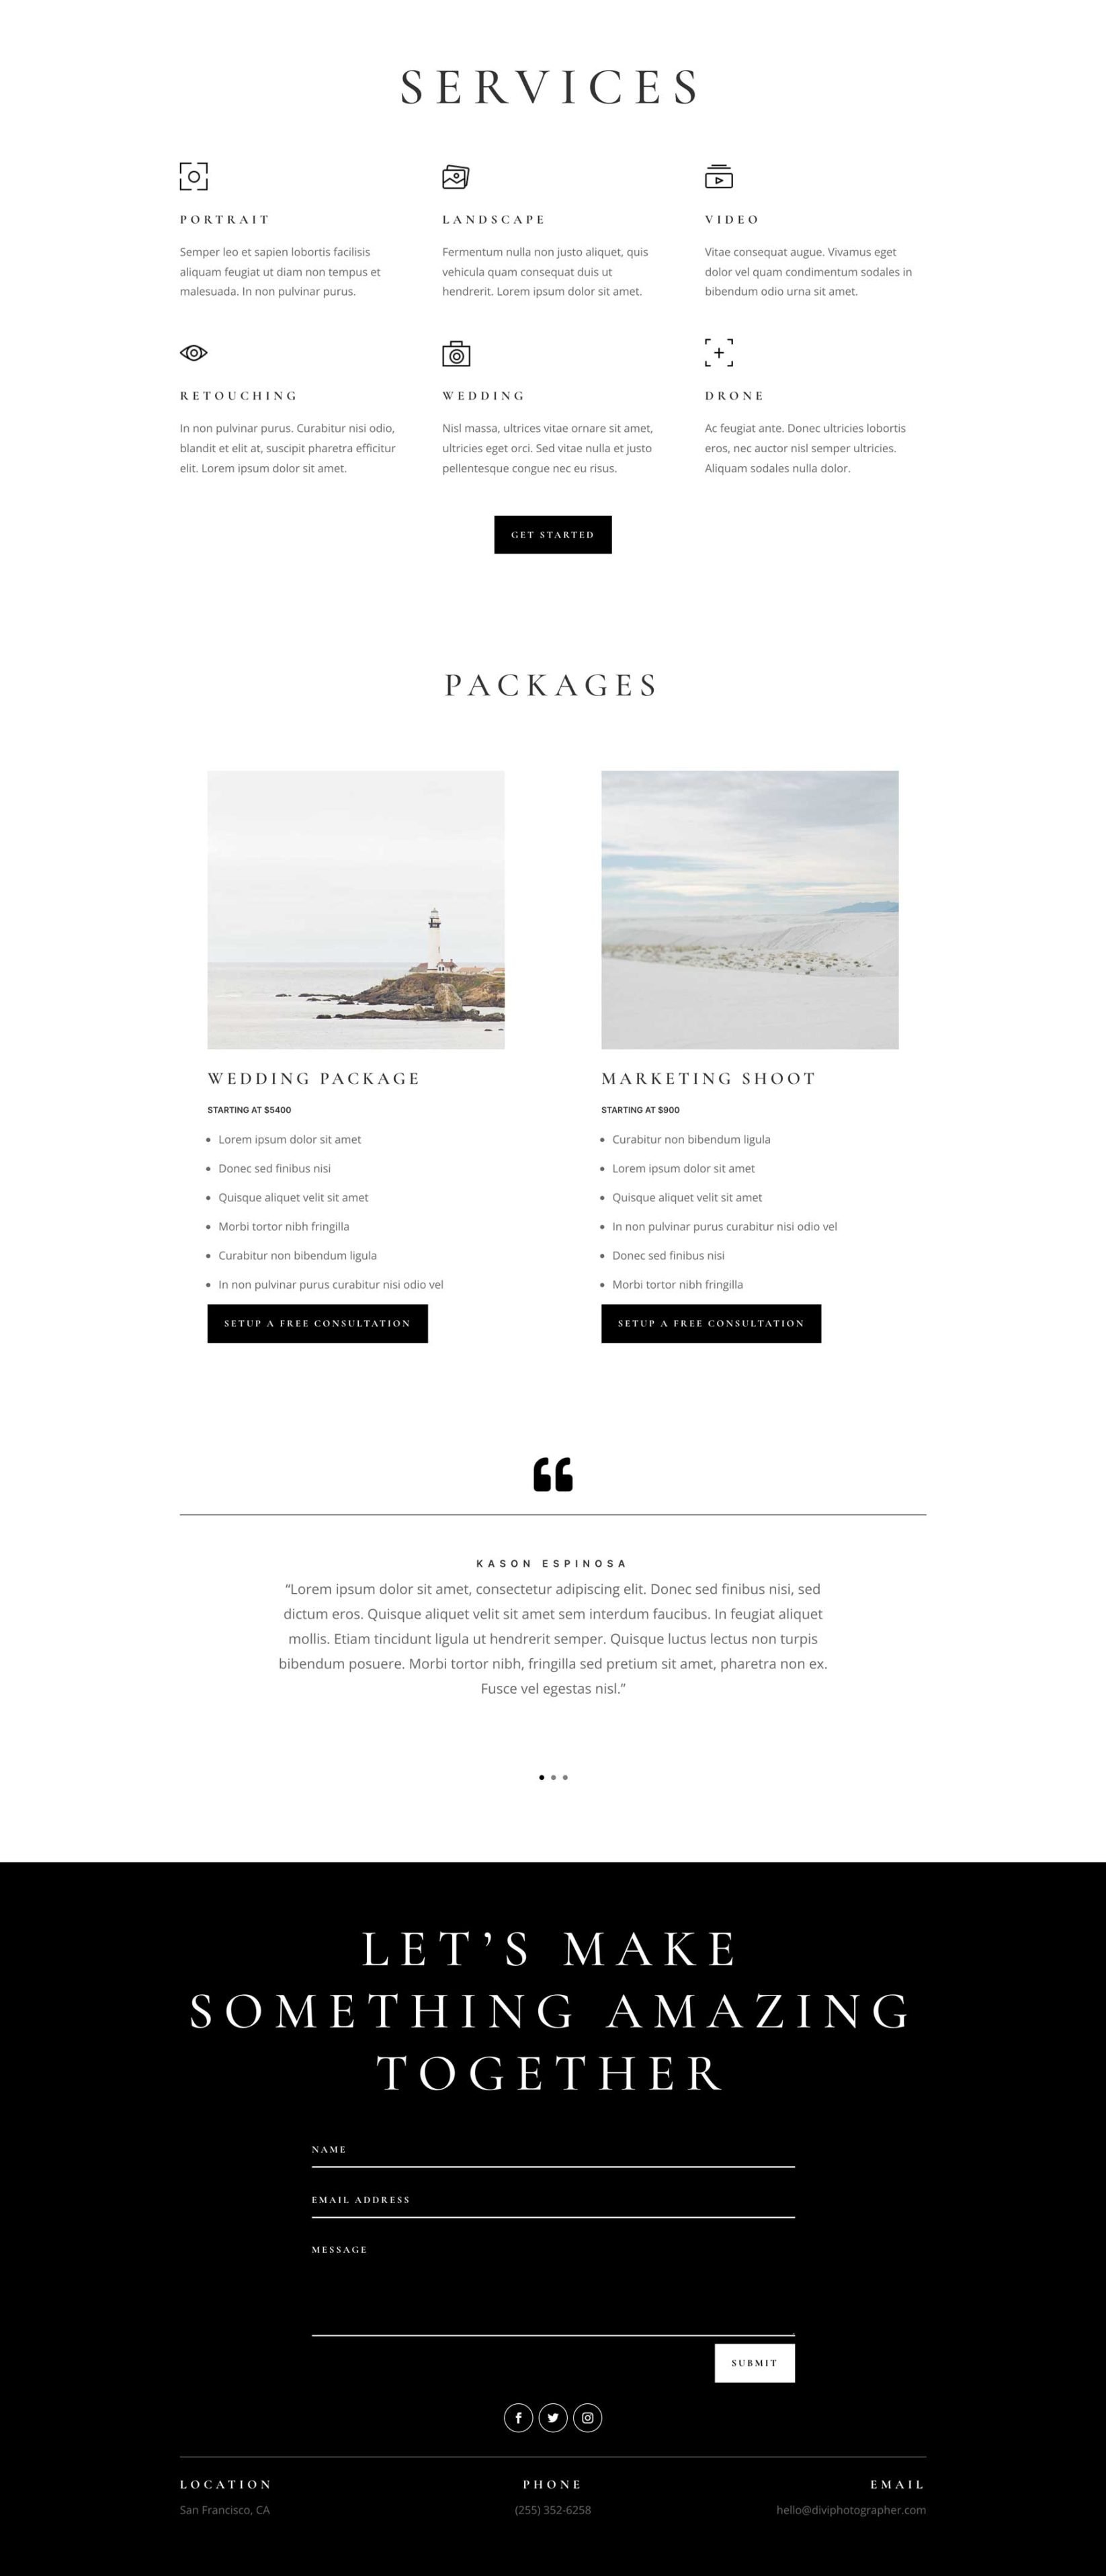 SERVICES
PORTRAIT
Semper leo et sapien lobortis facilisis
aliquam feugiat ut diam non tempus et
malesuada. In non pulvinar purus.
LANDSCAPE
Fermentum nulla non justo aliquet, quis
vehicula quam consequat duis ut
hendrerit. Lorem ipsum dolor sit amet.
VIDEO
Vitae consequat augue. Vivamus eget
dolor vel quam condimentum sodales in
bibendum odio urna sit amet.
RETOUCHING
In non pulvinar purus. Curabitur nisi odio,
blandit et elit at, suscipit pharetra efficitur
elit. Lorem ipsum dolor sit amet.
WEDDING
Nisl massa, ultrices vitae ornare sit amet,
ultricies eget orci. Sed vitae nulla et justo
pellentesque congue nec eu risus.
DRONE
Ac feugiat ante. Donec ultricies lobortis
eros, nec auctor nisl semper ultricies.
Aliquam sodales nulla dolor.
GET STARTED
PACKAGES
WEDDING PACKAGE
STARTING AT $5400
• Lorem ipsum dolor sit amet
• Donec sed finibus nisi
• Quisque aliquet velit sit amet
• Morbi tortor nibh fringilla
• Curabitur non bibendum ligula
• In non pulvinar purus curabitur nisi odio vel
SETUP A FREE CONSULTATION
MARKETING SHOOT
STARTING AT $900
• Curabitur non bibendum ligula
• Lorem ipsum dolor sit amet
• Quisque aliquet velit sit amet
• In non pulvinar purus curabitur nisi odio vel
• Donec sed finibus nisi
• Morbi tortor nibh fringilla
SETUP A FREE CONSULTATION
KASON ESPINOSA
“Lorem ipsum dolor sit amet, consectetur adipiscing elit. Donec sed finibus nisi, sed
dictum eros. Quisque aliquet velit sit amet sem interdum faucibus. In feugiat aliquet
mollis. Etiam tincidunt ligula ut hendrerit semper. Quisque luctus lectus non turpis
bibendum posuere. Morbi tortor nibh, fringilla sed pretium sit amet, pharetra non ex.
Fusce vel egestas nisl.”
LET’S MAKE
SOMETHING AMAZING
TOGETHER
NAME
EMAIL ADDRESS
MESSAGE
SUBMIT
LOCATION
San Francisco, CA
PHONE
(255) 352-6258
EMAIL
hello@diviphotographer.com